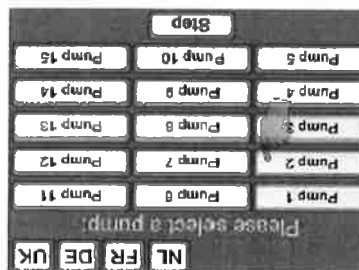 NL FR DE UK
Please select a pump:
Pump 1 Pump 6 Pump 11
Pump 2 Pump 7 Pump 12
Pump 3 Pump 8 Pump 13
Pump 4 Pump 9 Pump 14
Pump 5 Pump 10 Pump 15
Stop